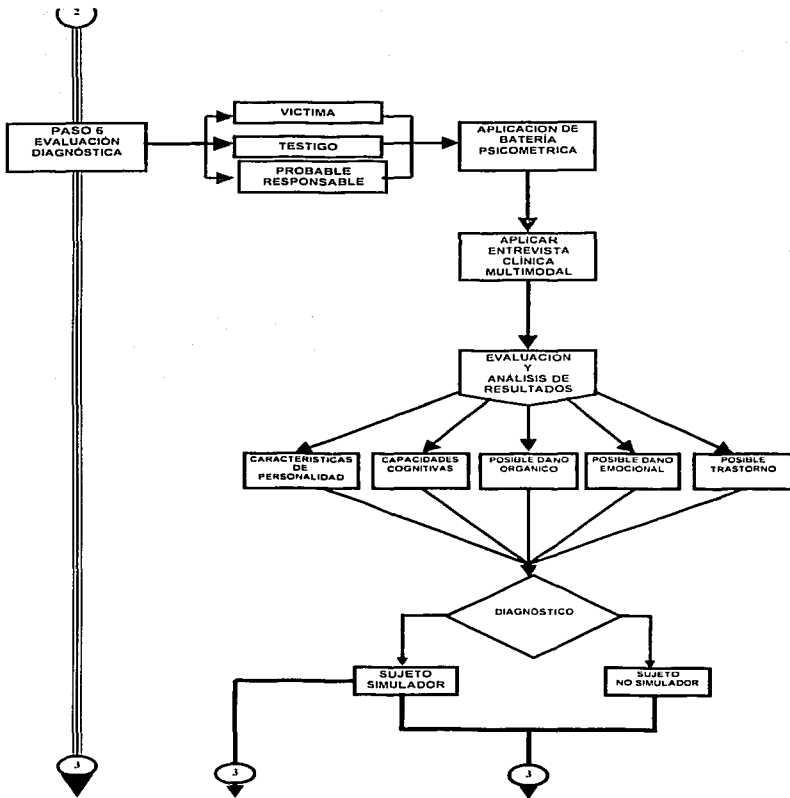 2
PASO 6
EVALUACIÓN
DIAGNÓSTICA
VICTIMA
TESTIGO
PROBABLE
RESPONSABLE
APLICACION DE
BATERÍA
PSICOMETRICA
APLICAR
ENTREVISTA
CLÍNICA
MULTIMODAL
EVALUACIÓN
Y
ANÁLISIS DE
RESULTADOS
CARACTERISTICAS
DE
PERSONALIDAD
CAPACIDADES
COGNITIVAS
POSIBLE DANO
ORGANICO
POSIBLE DANO
EMOCIONAL
POSIBLE
TRASTORNO
DIAGNÓSTICO
SUJETO
SIMULADOR
SUJETO
NO SIMULADOR
3
3
3